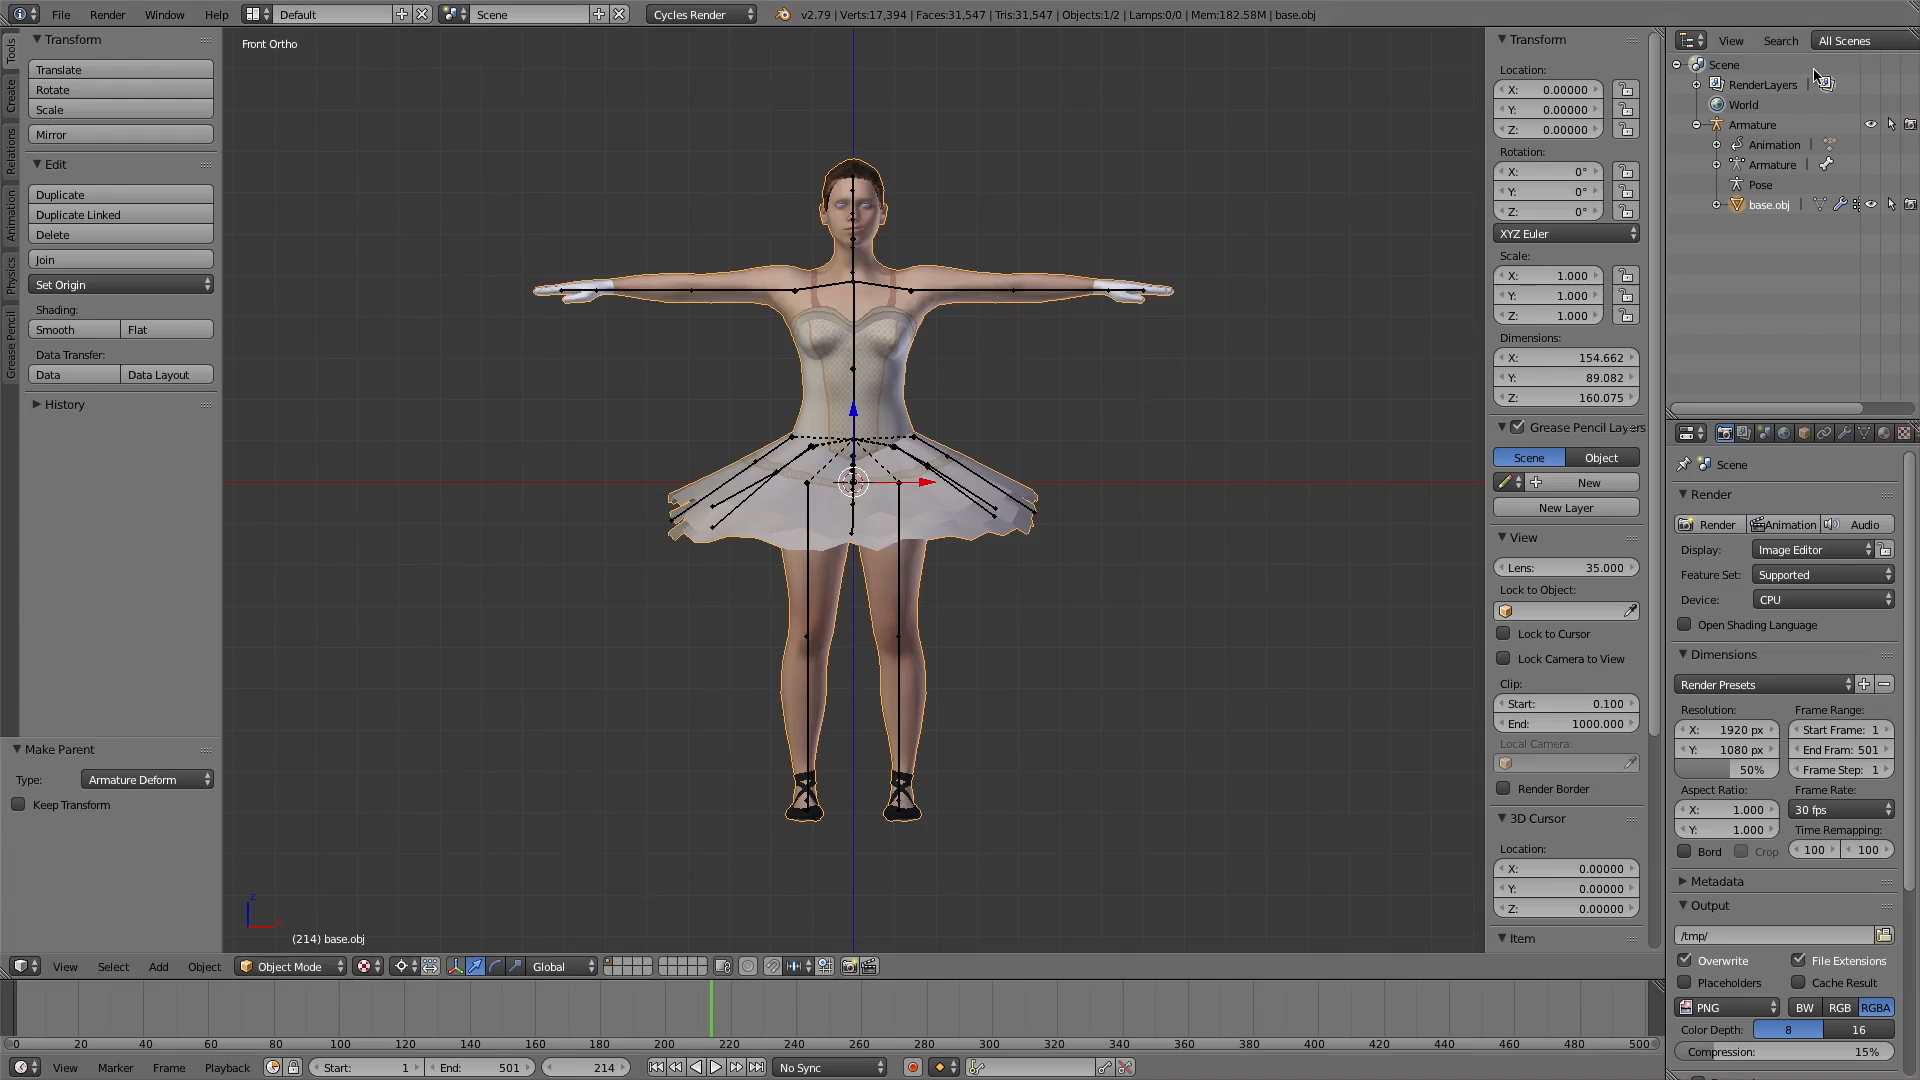 File Render Window Help Default Scene Cycles Render v2.79 | Verts:17,394 | Faces:31,547 | Tris:31,547 | Objects:1/2 | Lamps:0/0 | Mem:182.58M | base.obj
Tools
Create
Relations
Animation
Physics
Grease Pencil
Transform
Translate
Rotate
Scale
Mirror
Edit
Duplicate
Duplicate Linked
Delete
Join
Set Origin
Shading:
Smooth Flat
Data Transfer:
Data Data Layout
History
Make Parent
Type: Armature Deform
Keep Transform
Front Ortho
z
(214) base.obj
Transform
Location:
X: 0.00000
Y: 0.00000
Z: 0.00000
Rotation:
X: 0°
Y: 0°
Z: 0°
XYZ Euler
Scale:
X: 1.000
Y: 1.000
Z: 1.000
Dimensions:
X: 154.662
Y: 89.082
Z: 160.075
Grease Pencil Layers
Scene Object
New
New Layer
View
Lens: 35.000
Lock to Object:
Lock to Cursor
Lock Camera to View
Clip:
Start: 0.100
End: 1000.000
Local Camera:
Render Border
3D Cursor
Location:
X: 0.00000
Y: 0.00000
Z: 0.00000
Item
View Search All Scenes
Scene
RenderLayers |
World
Armature
Animation |
Armature |
Pose
base.obj |
Scene
Render
Render Animation Audio
Display: Image Editor
Feature Set: Supported
Device: CPU
Open Shading Language
Dimensions
Render Presets
Resolution: Frame Range:
X: 1920 px Start Frame: 1
Y: 1080 px End Fram: 501
50% Frame Step: 1
Aspect Ratio: Frame Rate:
X: 1.000 30 fps
Y: 1.000 Time Remapping:
Bord Crop 100 100
Metadata
Output
/tmp/
Overwrite File Extensions
Placeholders Cache Result
PNG BW RGB RGBA
Color Depth: 8 16
Compression: 15%
View Select Add Object Object Mode Global
0 20 40 60 80 100 120 140 160 180 200 220 240 260 280 300 320 340 360 380 400 420 440 460 480 500
View Marker Frame Playback Start: 1 End: 501 214 No Sync